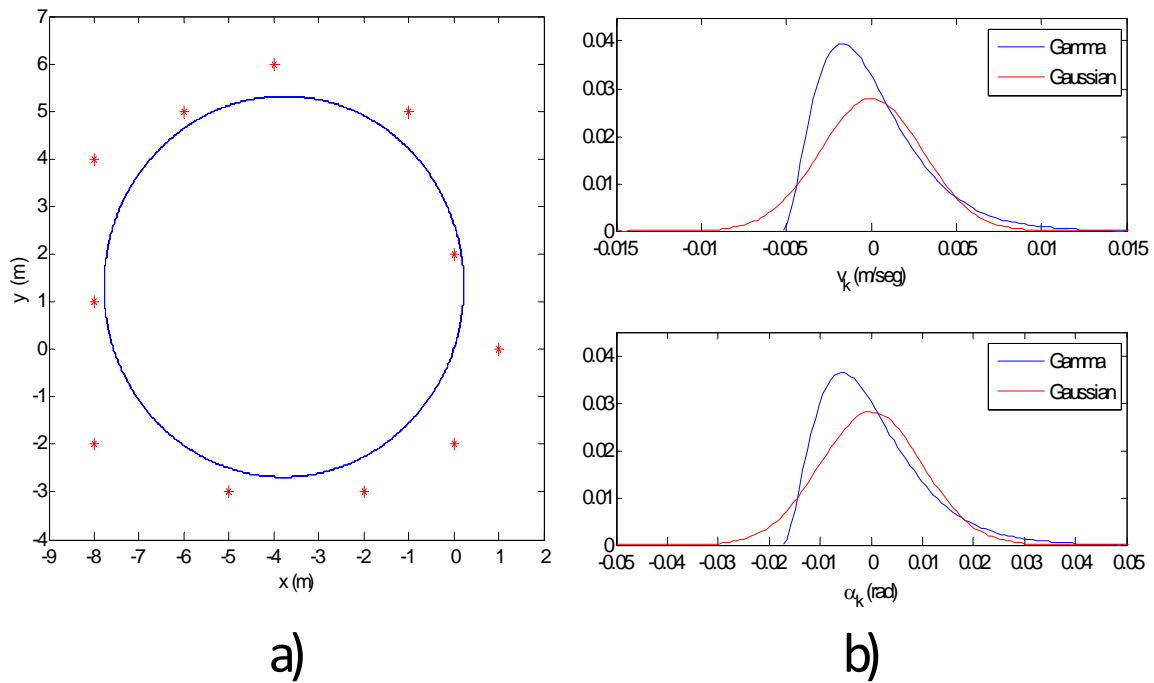 7
6
5
4
3
2
1
0
-1
-2
-3
-4
y (m)
-9 -8 -7 -6 -5 -4 -3 -2 -1 0 1 2
x (m)
a)
0.04
0.03
0.02
0.01
0
-0.015 -0.01 -0.005 0 0.005 0.01 0.015
v_k (m/seg)
Gamma
Gaussian
0.04
0.03
0.02
0.01
0
-0.05 -0.04 -0.03 -0.02 -0.01 0 0.01 0.02 0.03 0.04 0.05
α_k (rad)
Gamma
Gaussian
b)